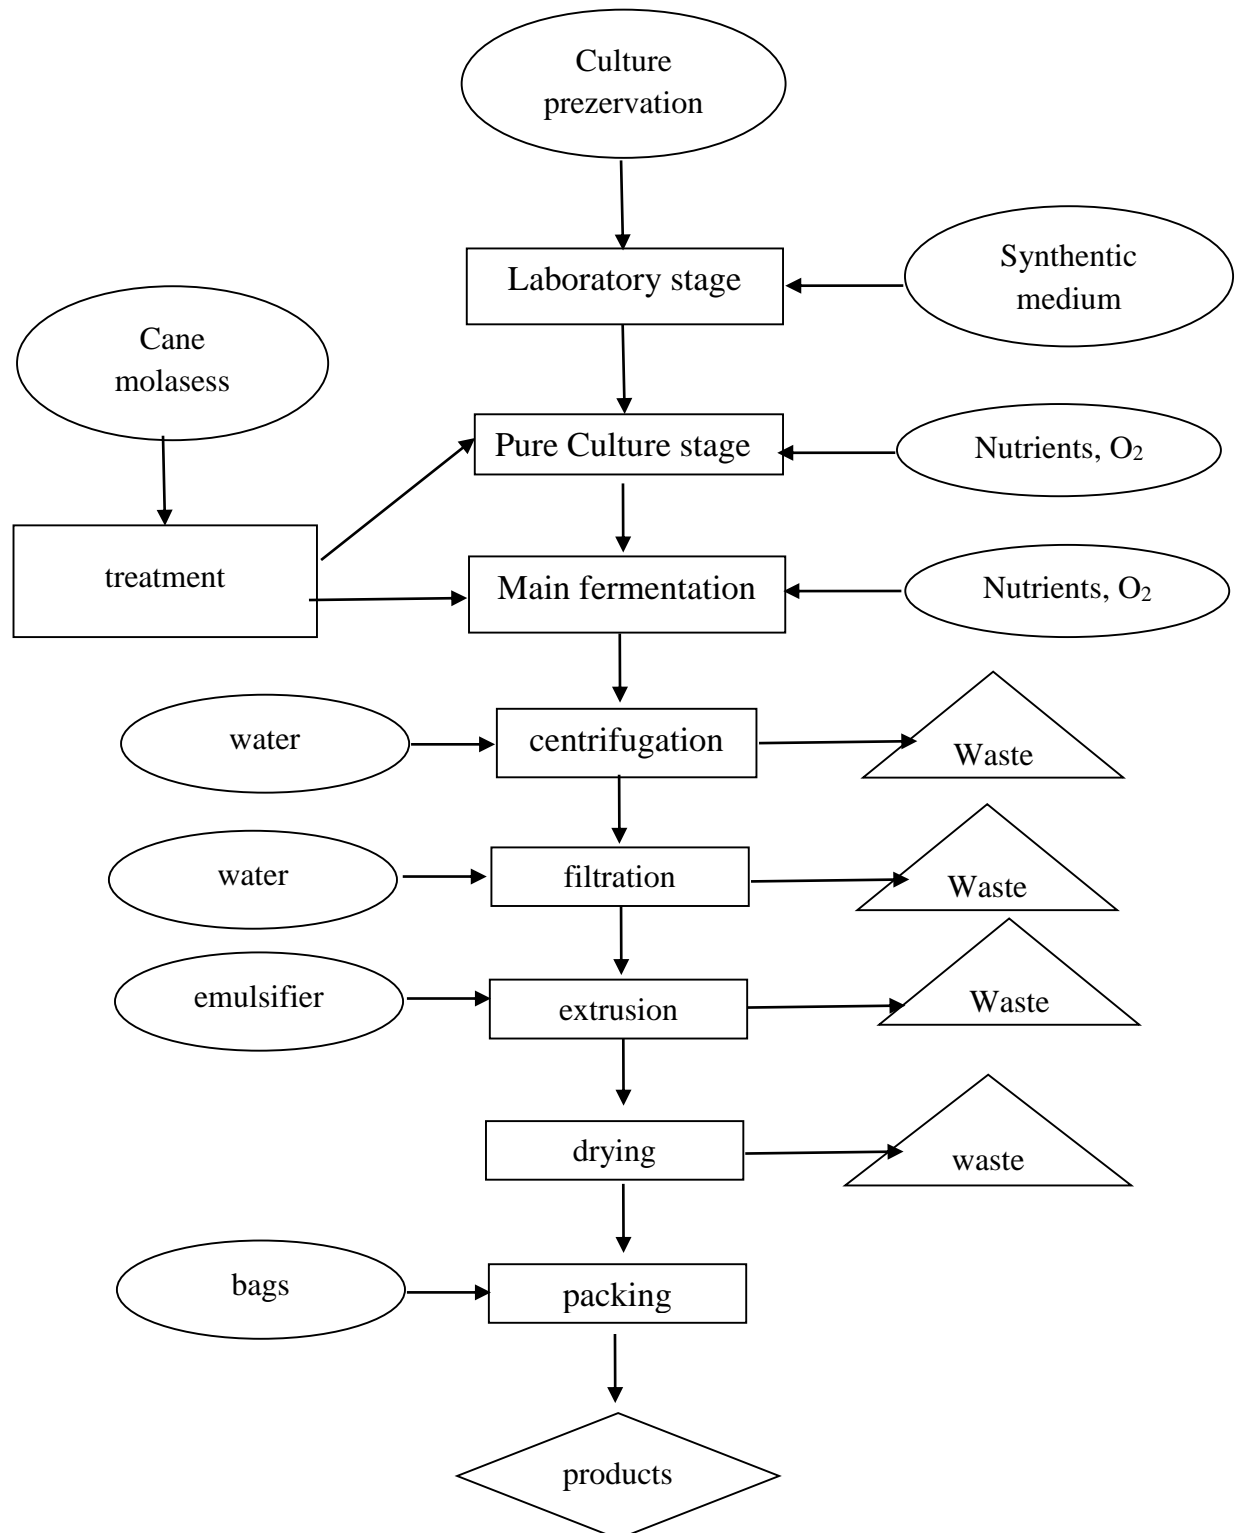 Culture
prezervation
Laboratory stage
Synthentic
medium
Cane
molasess
Pure Culture stage
Nutrients, O₂
treatment
Main fermentation
Nutrients, O₂
water
centrifugation
Waste
water
filtration
Waste
emulsifier
extrusion
Waste
drying
waste
bags
packing
products